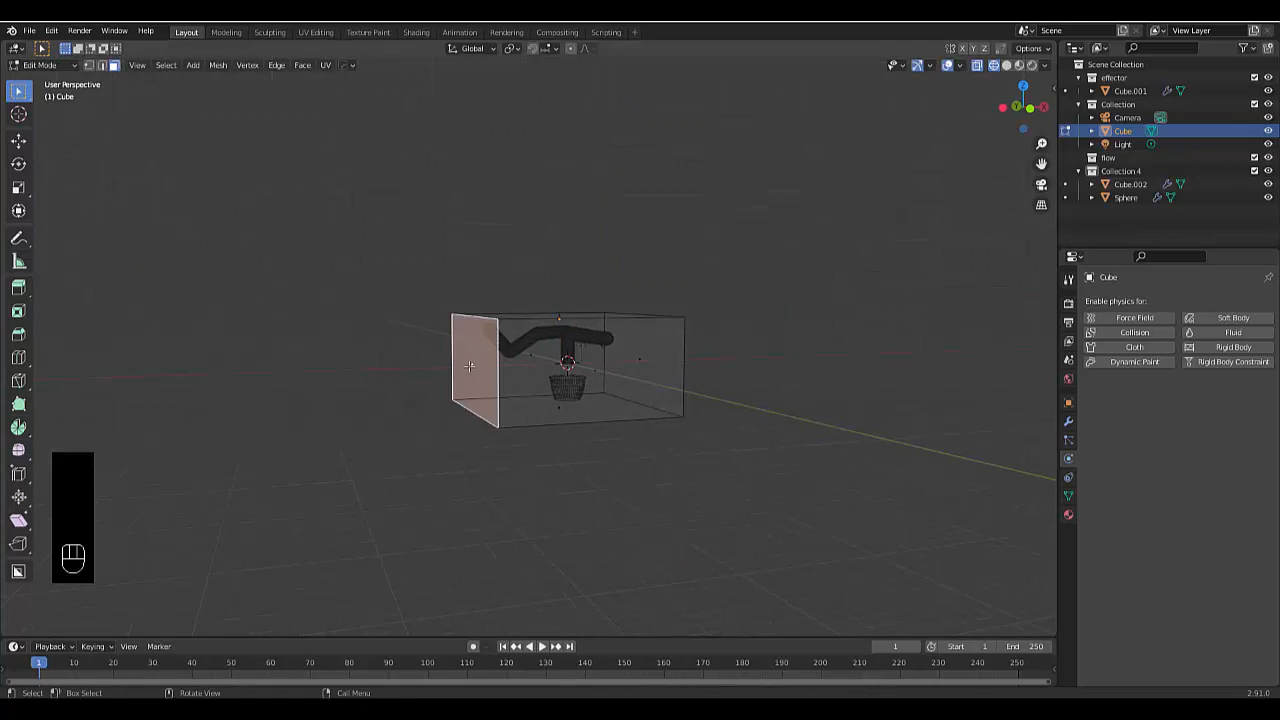 File Edit Render Window Help Layout Modeling Sculpting UV Editing Texture Paint Shading Animation Rendering Compositing Scripting + Scene View Layer
Global X Y Z Options
Edit Mode View Select Add Mesh Vertex Edge Face UV
User Perspective
(1) Cube
Scene Collection
effector
Cube.001
Collection
Camera
Cube
Light
flow
Collection 4
Cube.002
Sphere
Z
X
Cube
Enable physics for:
Force Field Soft Body
Collision Fluid
Cloth Rigid Body
Dynamic Paint Rigid Body Constraint
Playback Keying View Marker 1 Start 1 End 250
1 10 20 30 40 50 60 70 80 90 100 110 120 130 140 150 160 170 180 190 200 210 220 230 240 250
Select Box Select Rotate View Call Menu 2.91.0